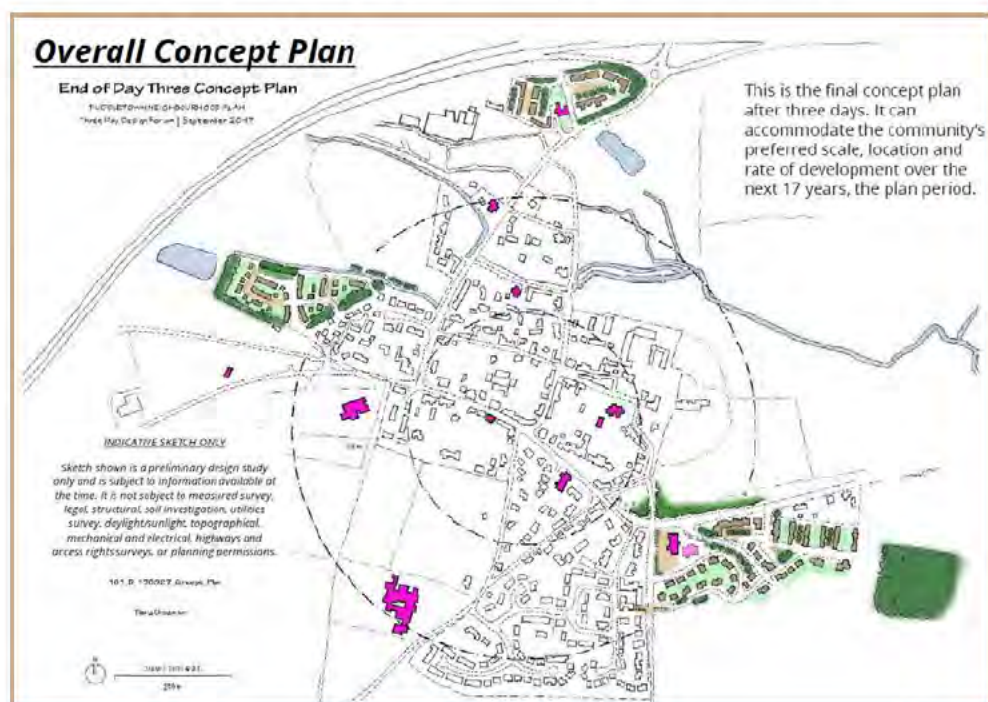 Overall Concept Plan
End of Day Three Concept Plan
PUDDLETOWN NEIGHBOURHOOD PLAN
Three Day Design Forum | September 2017
This is the final concept plan
after three days. It can
accommodate the community's
preferred scale, location and
rate of development over the
next 17 years, the plan period.
INDICATIVE SKETCH ONLY
Sketch shown is a preliminary design study
only and is subject to information available at
the time. It is not subject to measured survey,
legal, structural, soil investigation, utilities
survey, daylight/sunlight, topographical,
mechanical and electrical, highways and
access rights surveys, or planning permissions.